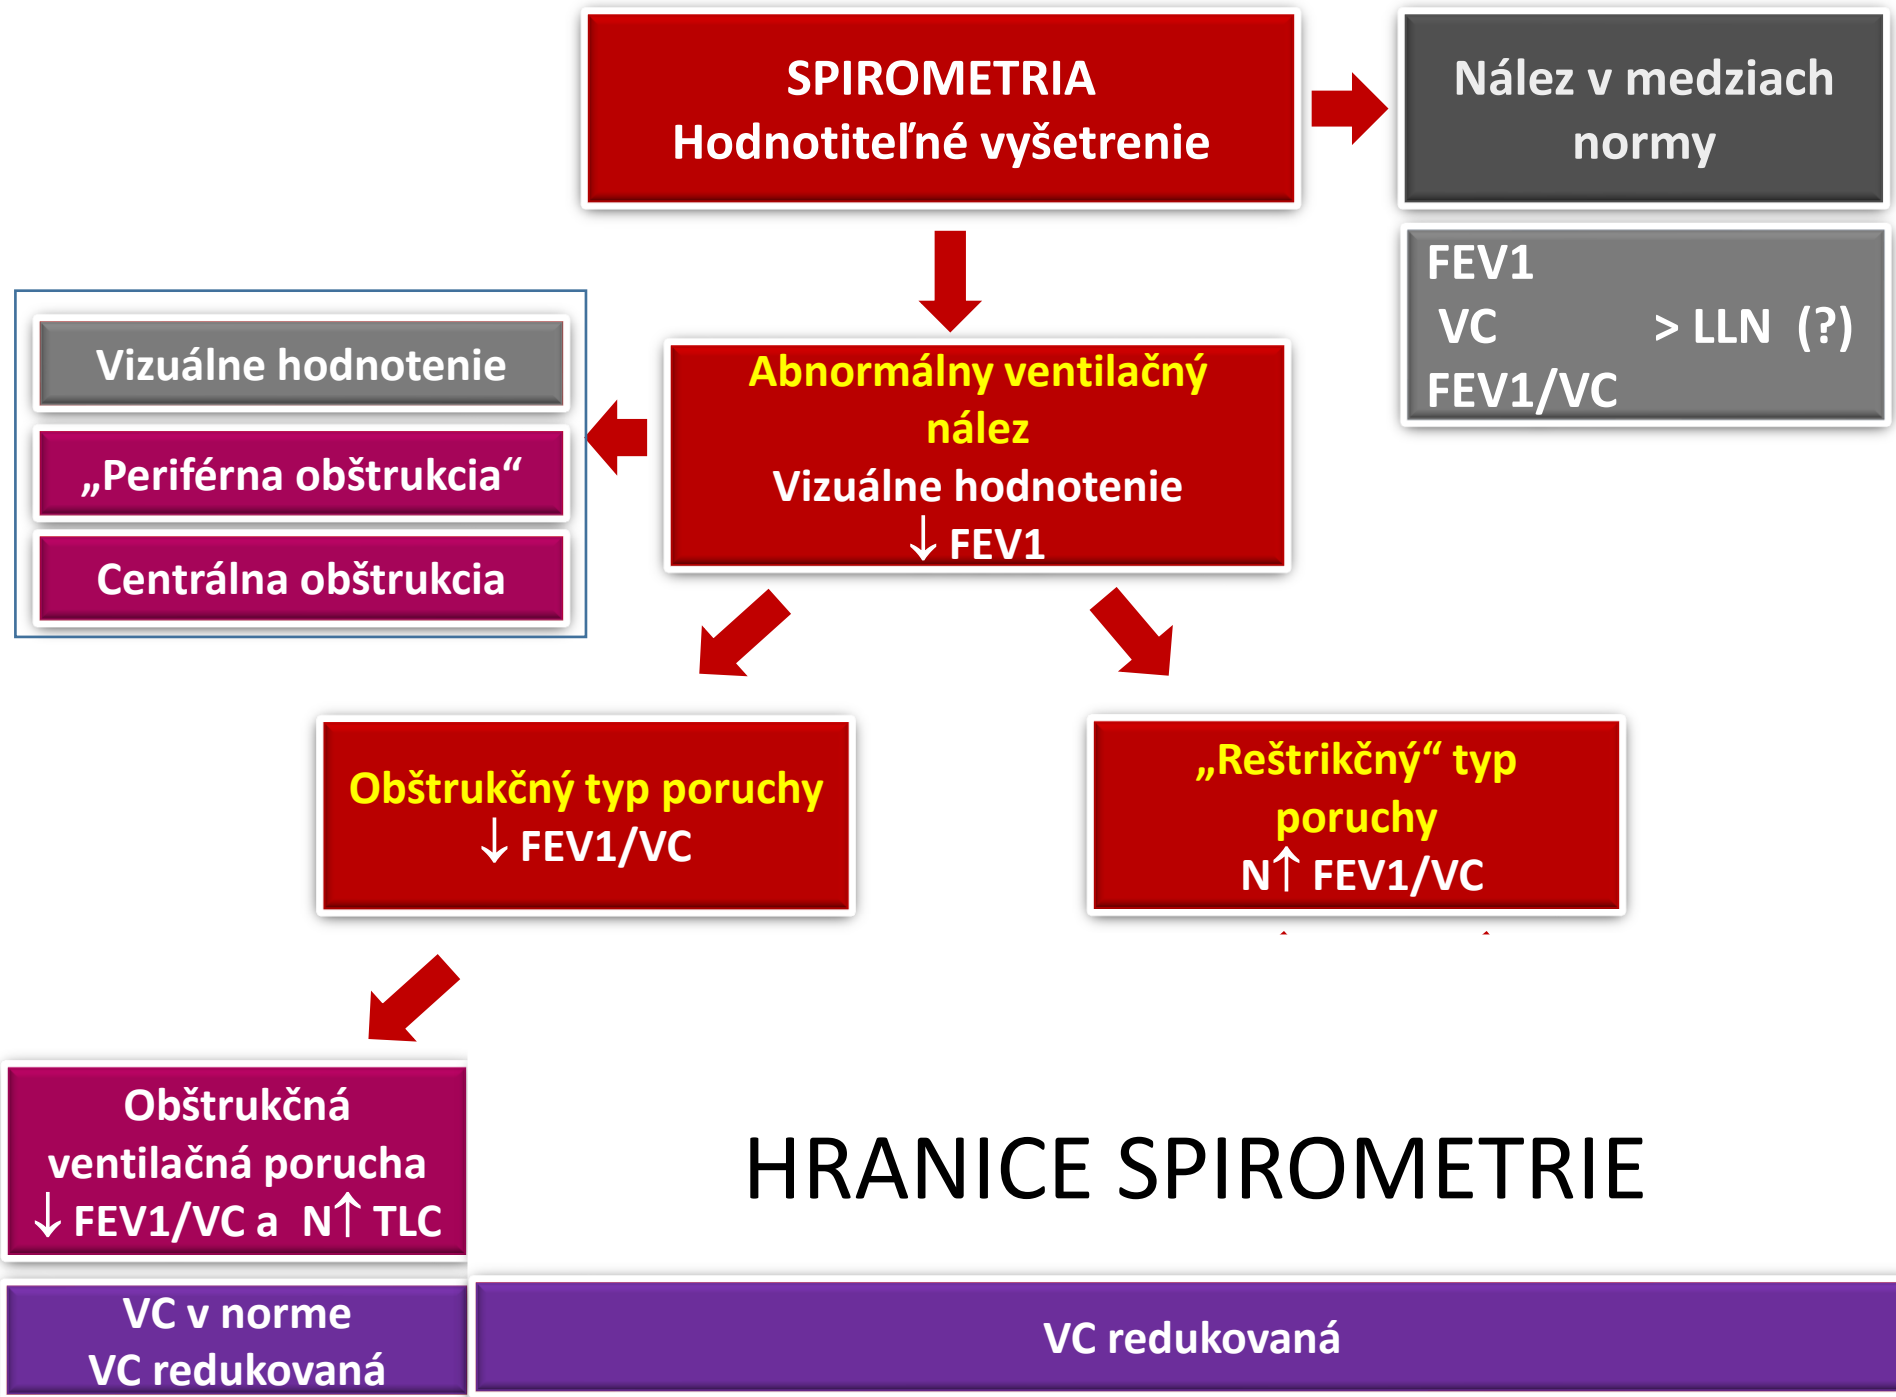 SPIROMETRIA
Hodnotiteľné vyšetrenie
Nález v medziach
normy
FEV1
VC > LLN (?)
FEV1/VC
Vizuálne hodnotenie
„Periférna obštrukcia“
Centrálna obštrukcia
Abnormálny ventilačný
nález
Vizuálne hodnotenie
↓ FEV1
Obštrukčný typ poruchy
↓ FEV1/VC
„Reštrikčný“ typ
poruchy
N↑ FEV1/VC
Obštrukčná
ventilačná porucha
↓ FEV1/VC a N↑ TLC
HRANICE SPIROMETRIE
VC v norme
VC redukovaná
VC redukovaná